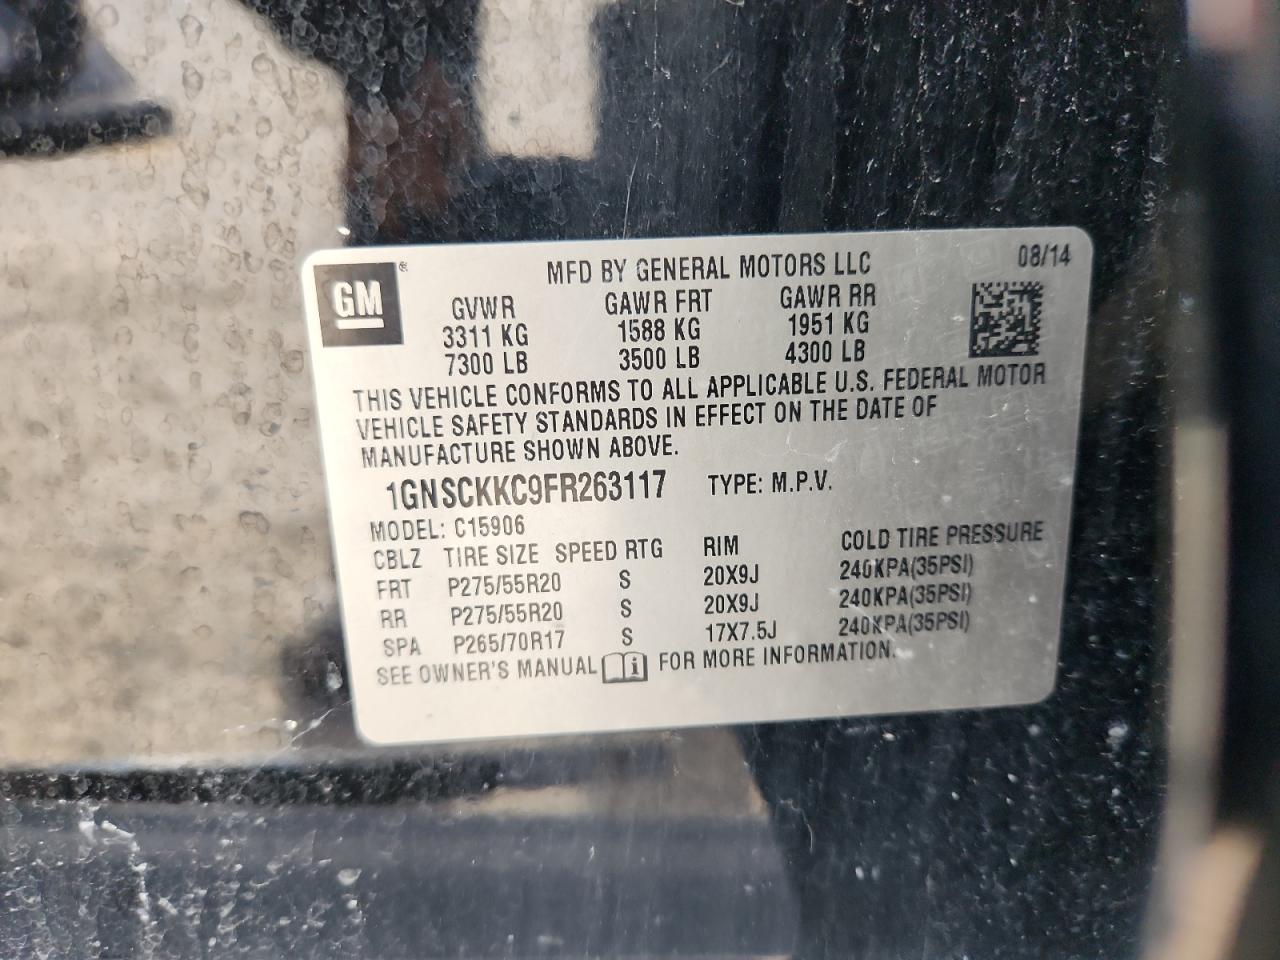 GM ®
MFD BY GENERAL MOTORS LLC 08/14
GVWR GAWR FRT GAWR RR
3311 KG 1588 KG 1951 KG
7300 LB 3500 LB 4300 LB
THIS VEHICLE CONFORMS TO ALL APPLICABLE U.S. FEDERAL MOTOR
VEHICLE SAFETY STANDARDS IN EFFECT ON THE DATE OF
MANUFACTURE SHOWN ABOVE.
1GNSCKKC9FR263117 TYPE: M.P.V.
MODEL: C15906
CBLZ TIRE SIZE SPEED RTG RIM COLD TIRE PRESSURE
FRT P275/55R20 S 20X9J 240KPA(35PSI)
RR P275/55R20 S 20X9J 240KPA(35PSI)
SPA P265/70R17 S 17X7.5J 240KPA(35PSI)
SEE OWNER'S MANUAL i FOR MORE INFORMATION.